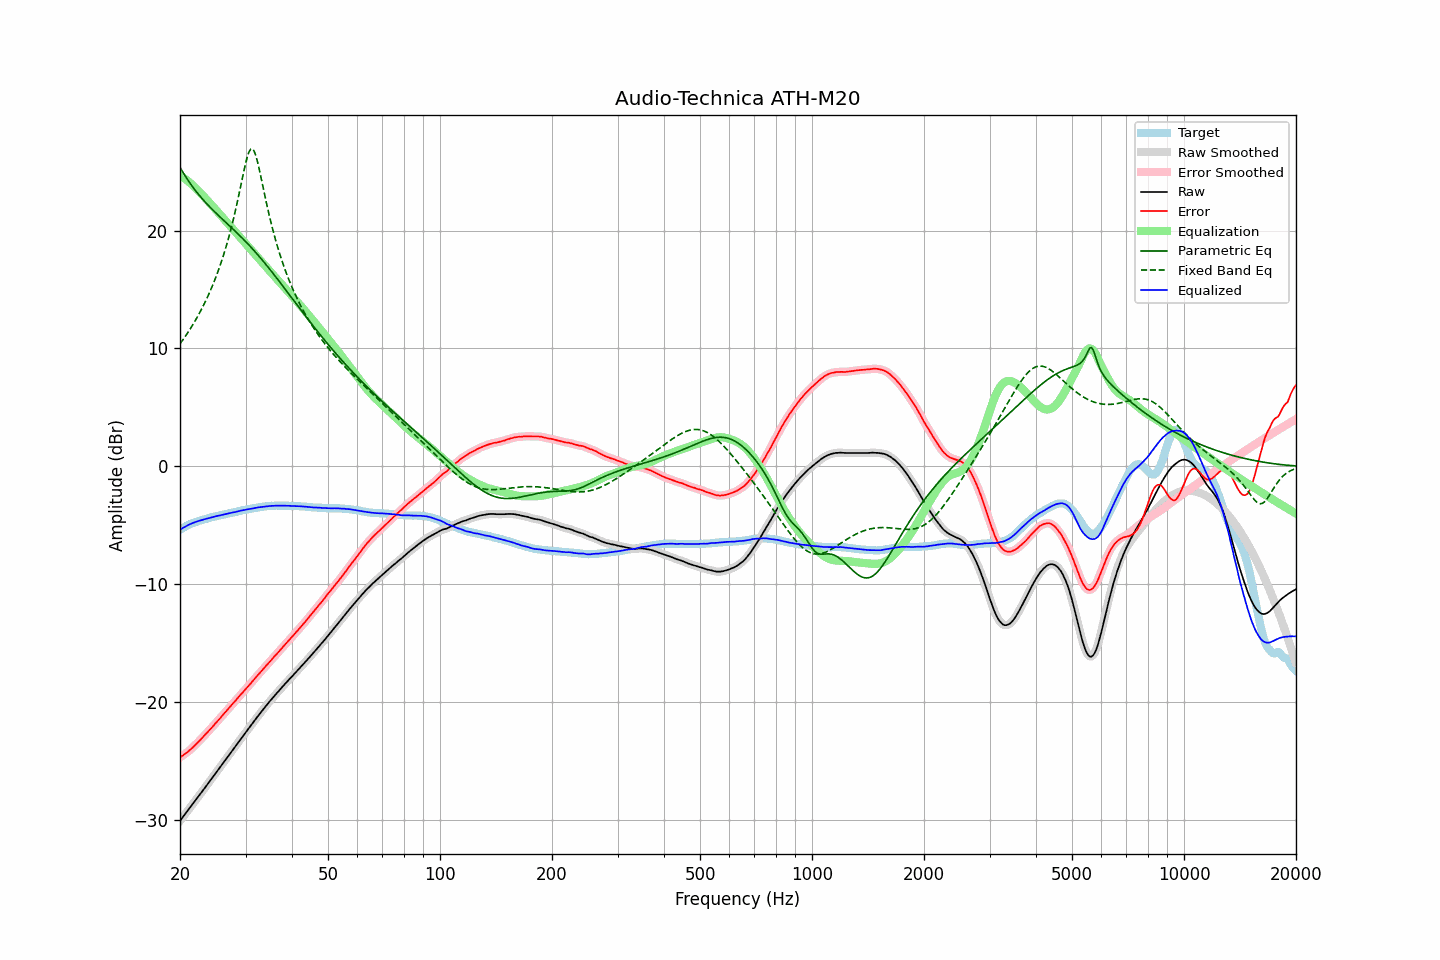 Audio-Technica ATH-M20
Target
Raw Smoothed
Error Smoothed
Raw
Error
Equalization
Parametric Eq
Fixed Band Eq
Equalized
20
10
0
−10
−20
−30
Amplitude (dBr)
20
50
100
200
500
1000
2000
5000
10000
20000
Frequency (Hz)